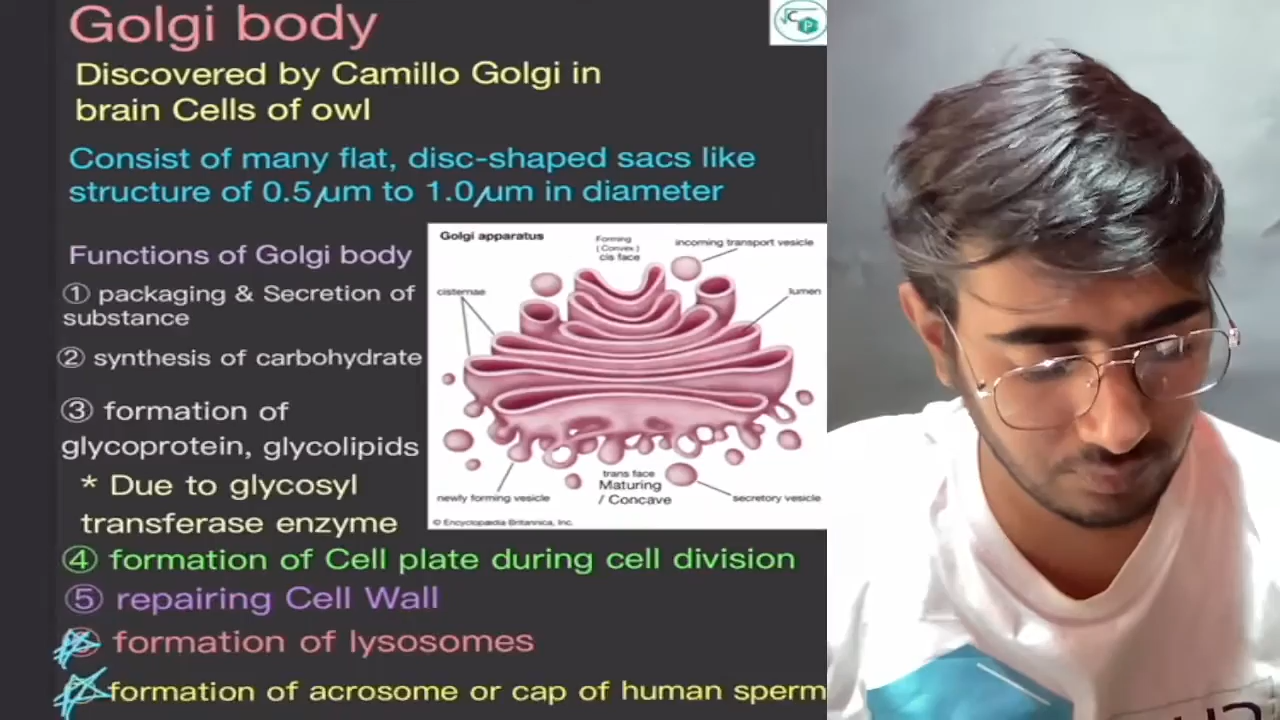 Golgi body
Discovered by Camillo Golgi in
brain Cells of owl
Consist of many flat, disc-shaped sacs like
structure of 0.5µm to 1.0µm in diameter
Functions of Golgi body
① packaging & Secretion of
substance
② synthesis of carbohydrate
③ formation of
glycoprotein, glycolipids
* Due to glycosyl
transferase enzyme
④ formation of Cell plate during cell division
⑤ repairing Cell Wall
formation of lysosomes
formation of acrosome or cap of human sperm
Golgi apparatus
Forming
(Convex)
cis face
incoming transport vesicle
cisternae
lumen
trans face
Maturing
/ Concave
newly forming vesicle
secretory vesicle
© Encyclopædia Britannica, Inc.